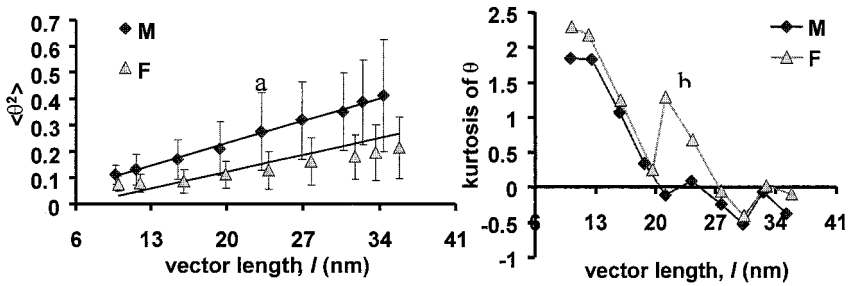 0.7
0.6
0.5
0.4
0.3
0.2
0.1
0
<θ²>
M
F
a
6 13 20 27 34 41
vector length, l (nm)
2.5
2
1.5
1
0.5
0
-0.5
-1
kurtosis of θ
M
F
b
6 13 20 27 34 41
vector length, l (nm)